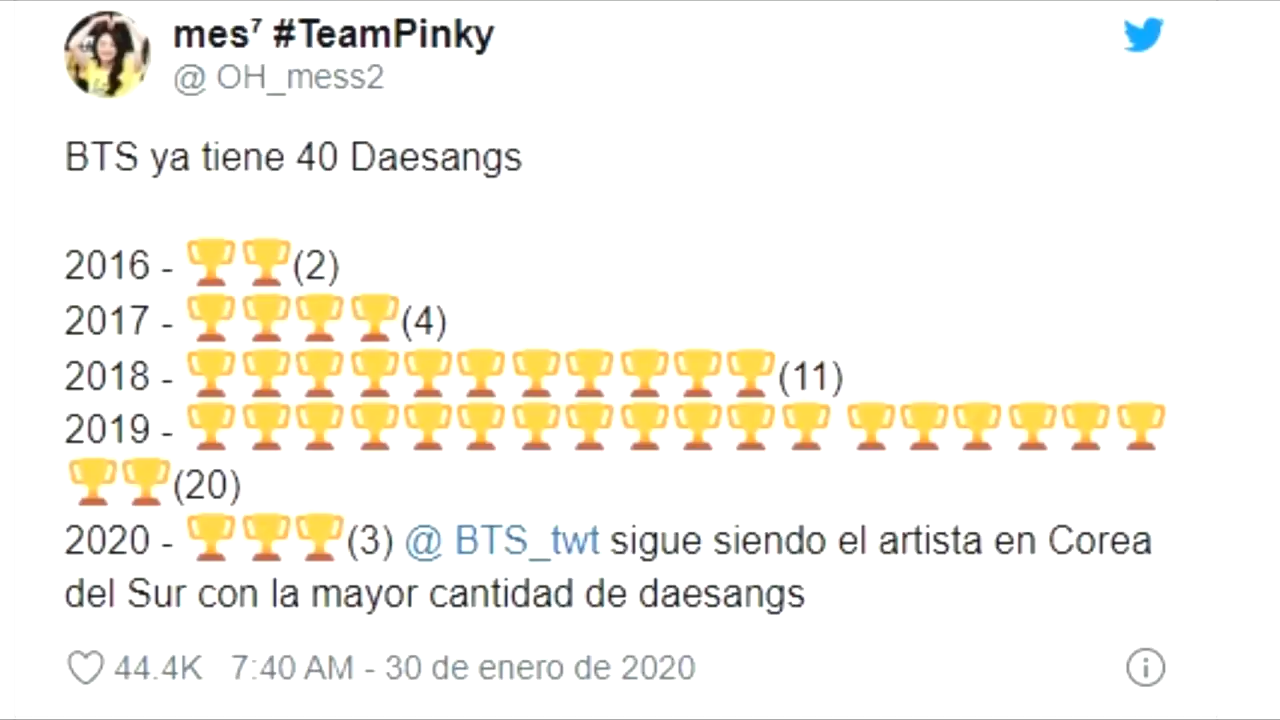 mes⁷ #TeamPinky
@ OH_mess2
BTS ya tiene 40 Daesangs
2016 - 🏆🏆(2)
2017 - 🏆🏆🏆🏆(4)
2018 - 🏆🏆🏆🏆🏆🏆🏆🏆🏆🏆🏆(11)
2019 - 🏆🏆🏆🏆🏆🏆🏆🏆🏆🏆🏆🏆 🏆🏆🏆🏆🏆🏆
🏆🏆(20)
2020 - 🏆🏆🏆(3) @ BTS_twt sigue siendo el artista en Corea
del Sur con la mayor cantidad de daesangs
44.4K 7:40 AM - 30 de enero de 2020